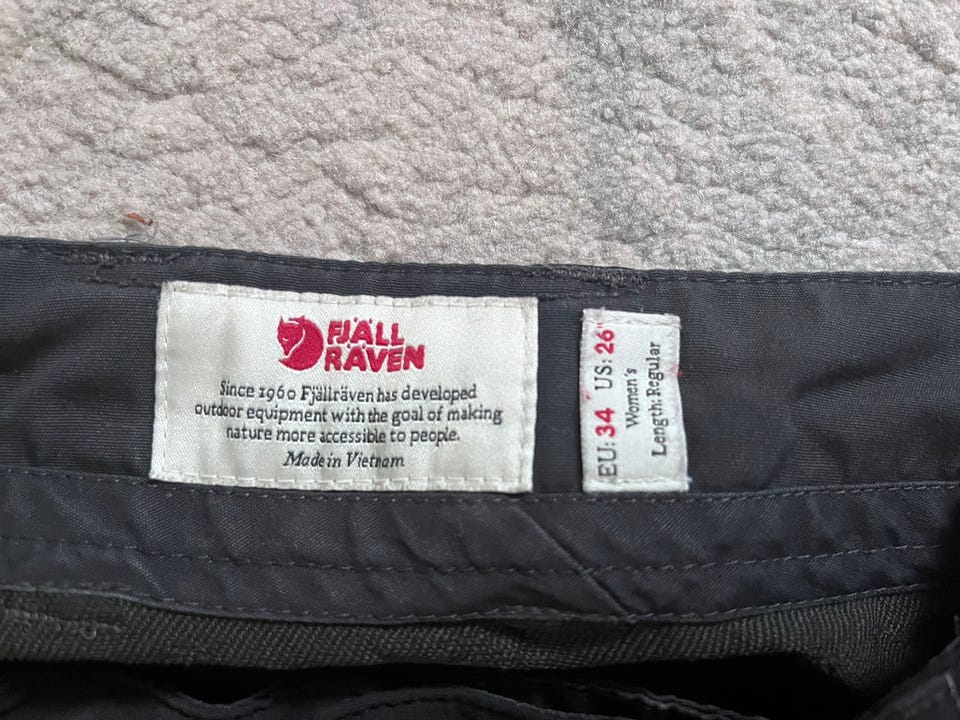 FJÄLL
RÄVEN
Since 1960 Fjällräven has developed
outdoor equipment with the goal of making
nature more accessible to people.
Made in Vietnam
EU: 34 US: 26"
Women's
Length: Regular